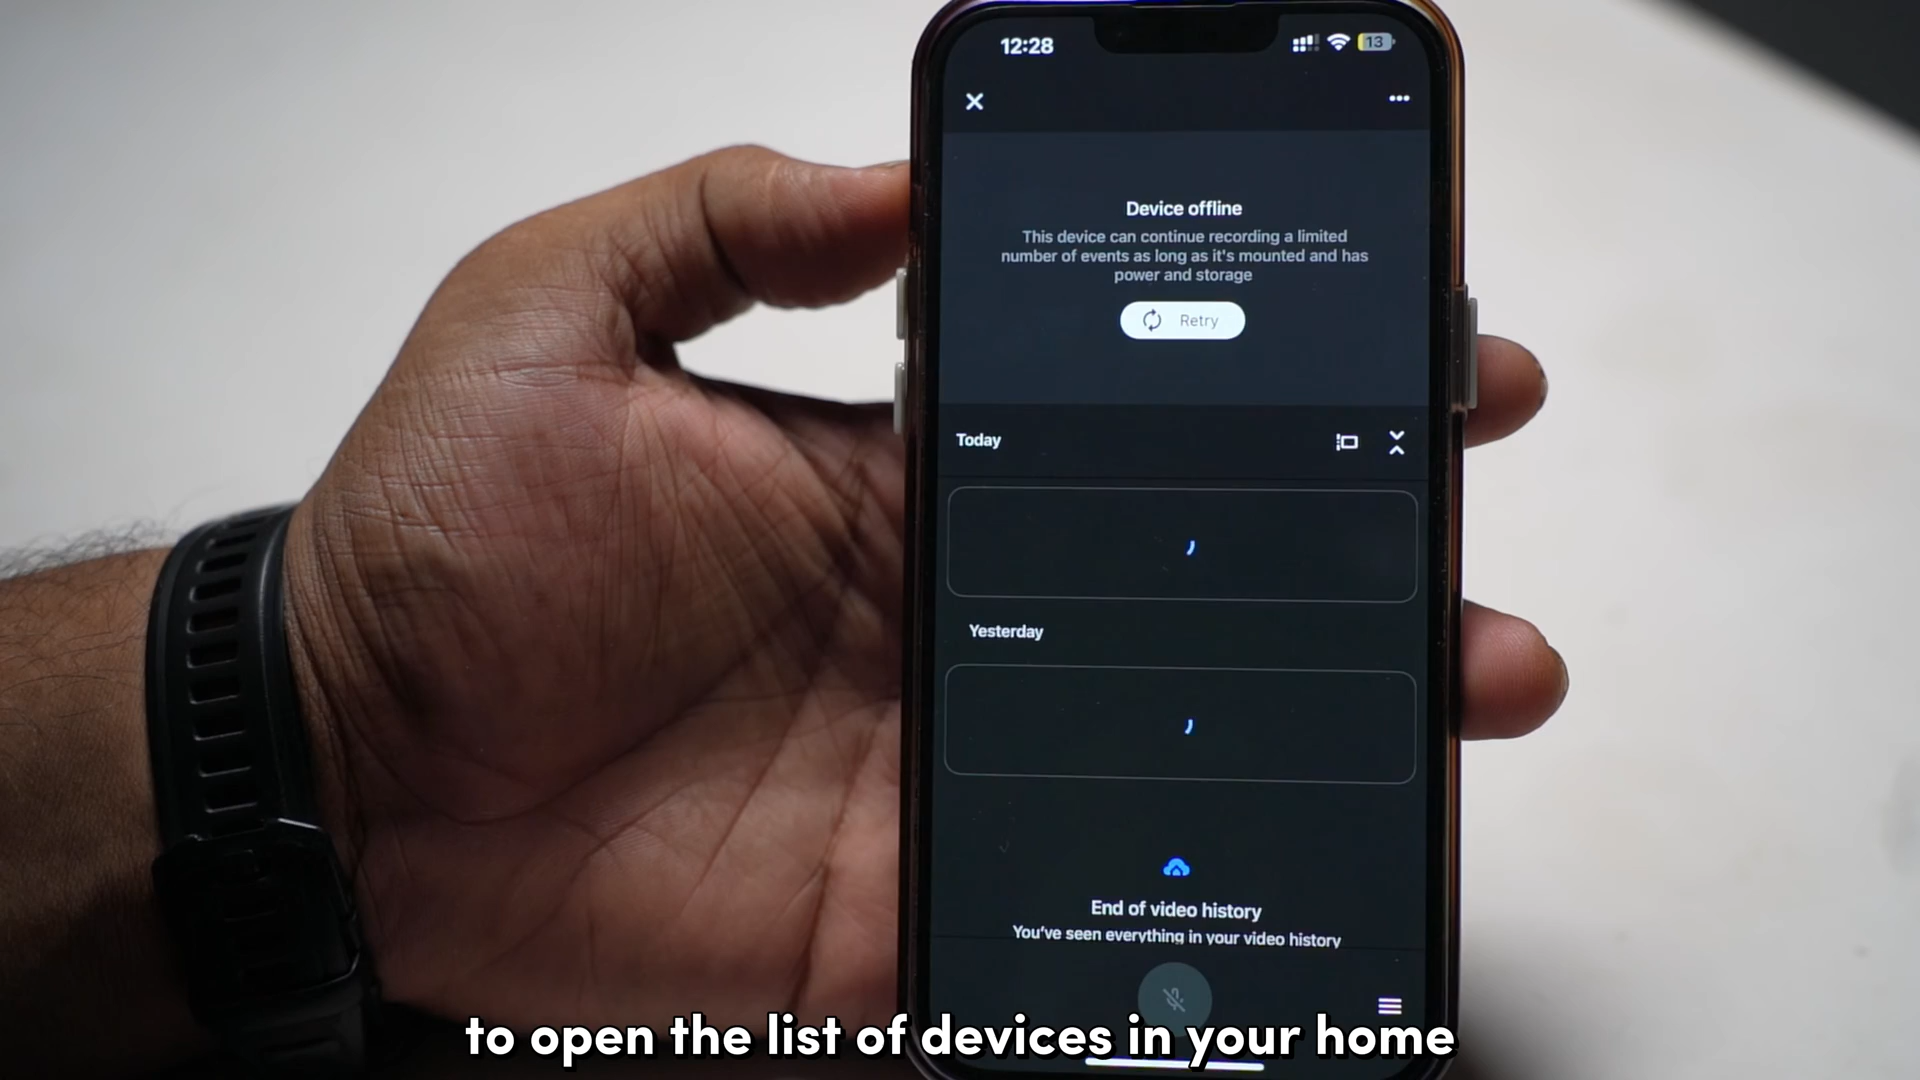 12:28
13
Device offline
This device can continue recording a limited
number of events as long as it's mounted and has
power and storage
Retry
Today
Yesterday
End of video history
You've seen everything in your video history
to open the list of devices in your home